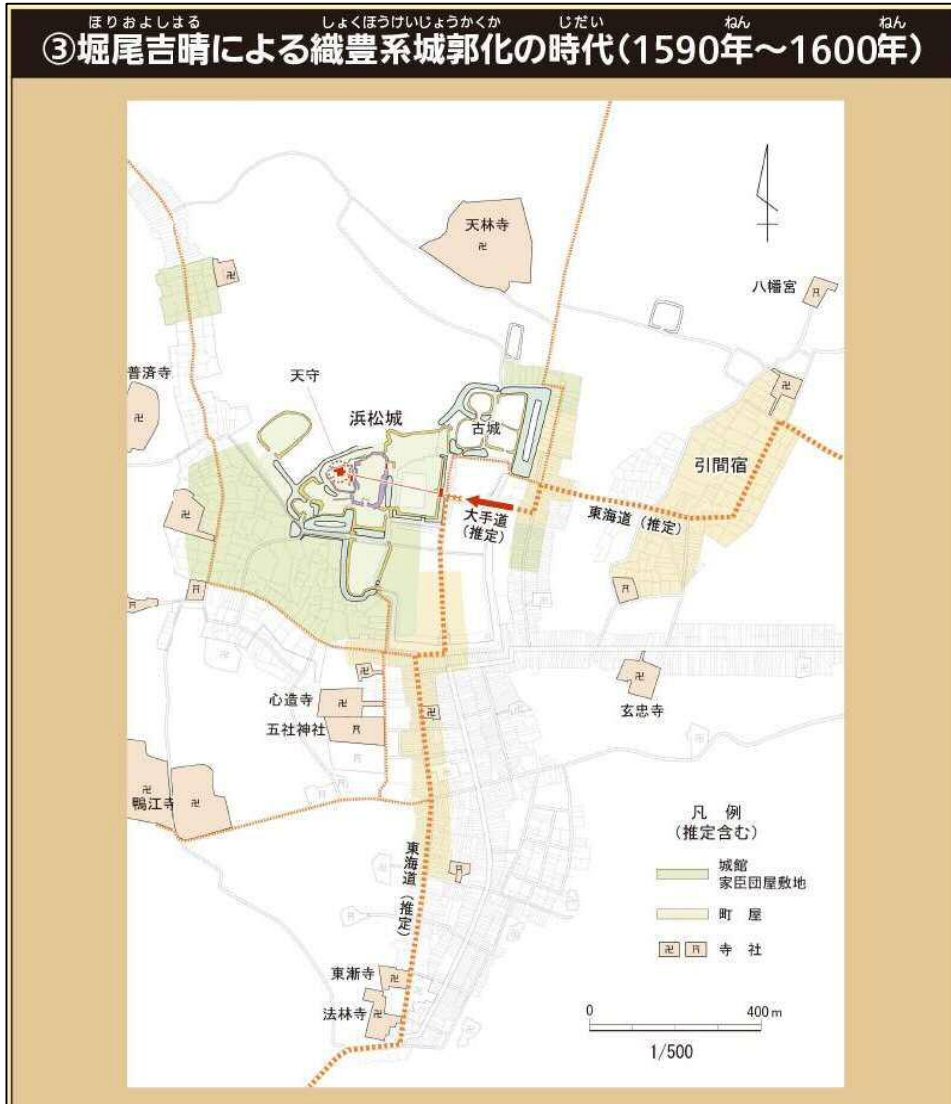 ほりおよしはる しょくほうけいじょうかくか じだい ねん ねん
③堀尾吉晴による織豊系城郭化の時代(1590年〜1600年)
天林寺
八幡宮
普済寺
天守
浜松城
古城
引間宿
大手道
(推定)
東海道(推定)
心造寺
五社神社
玄忠寺
鴨江寺
東海道(推定)
凡 例
(推定含む)
城館
家臣団屋敷地
町 屋
卍 寺 社
東漸寺
法林寺
0 400m
1/500